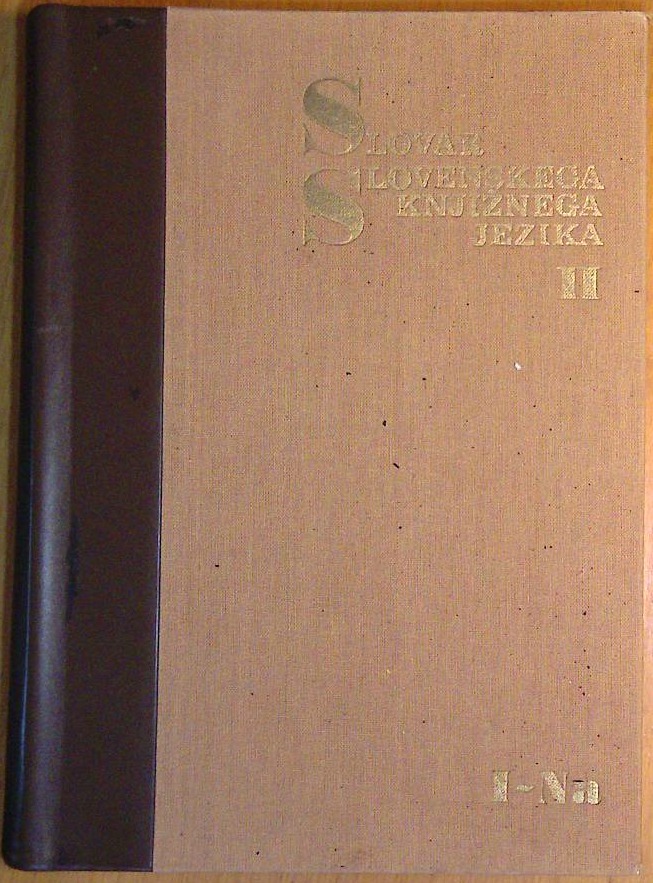 SLOVAR
SLOVENSKEGA
KNJIŽNEGA
JEZIKA
II
I-Na